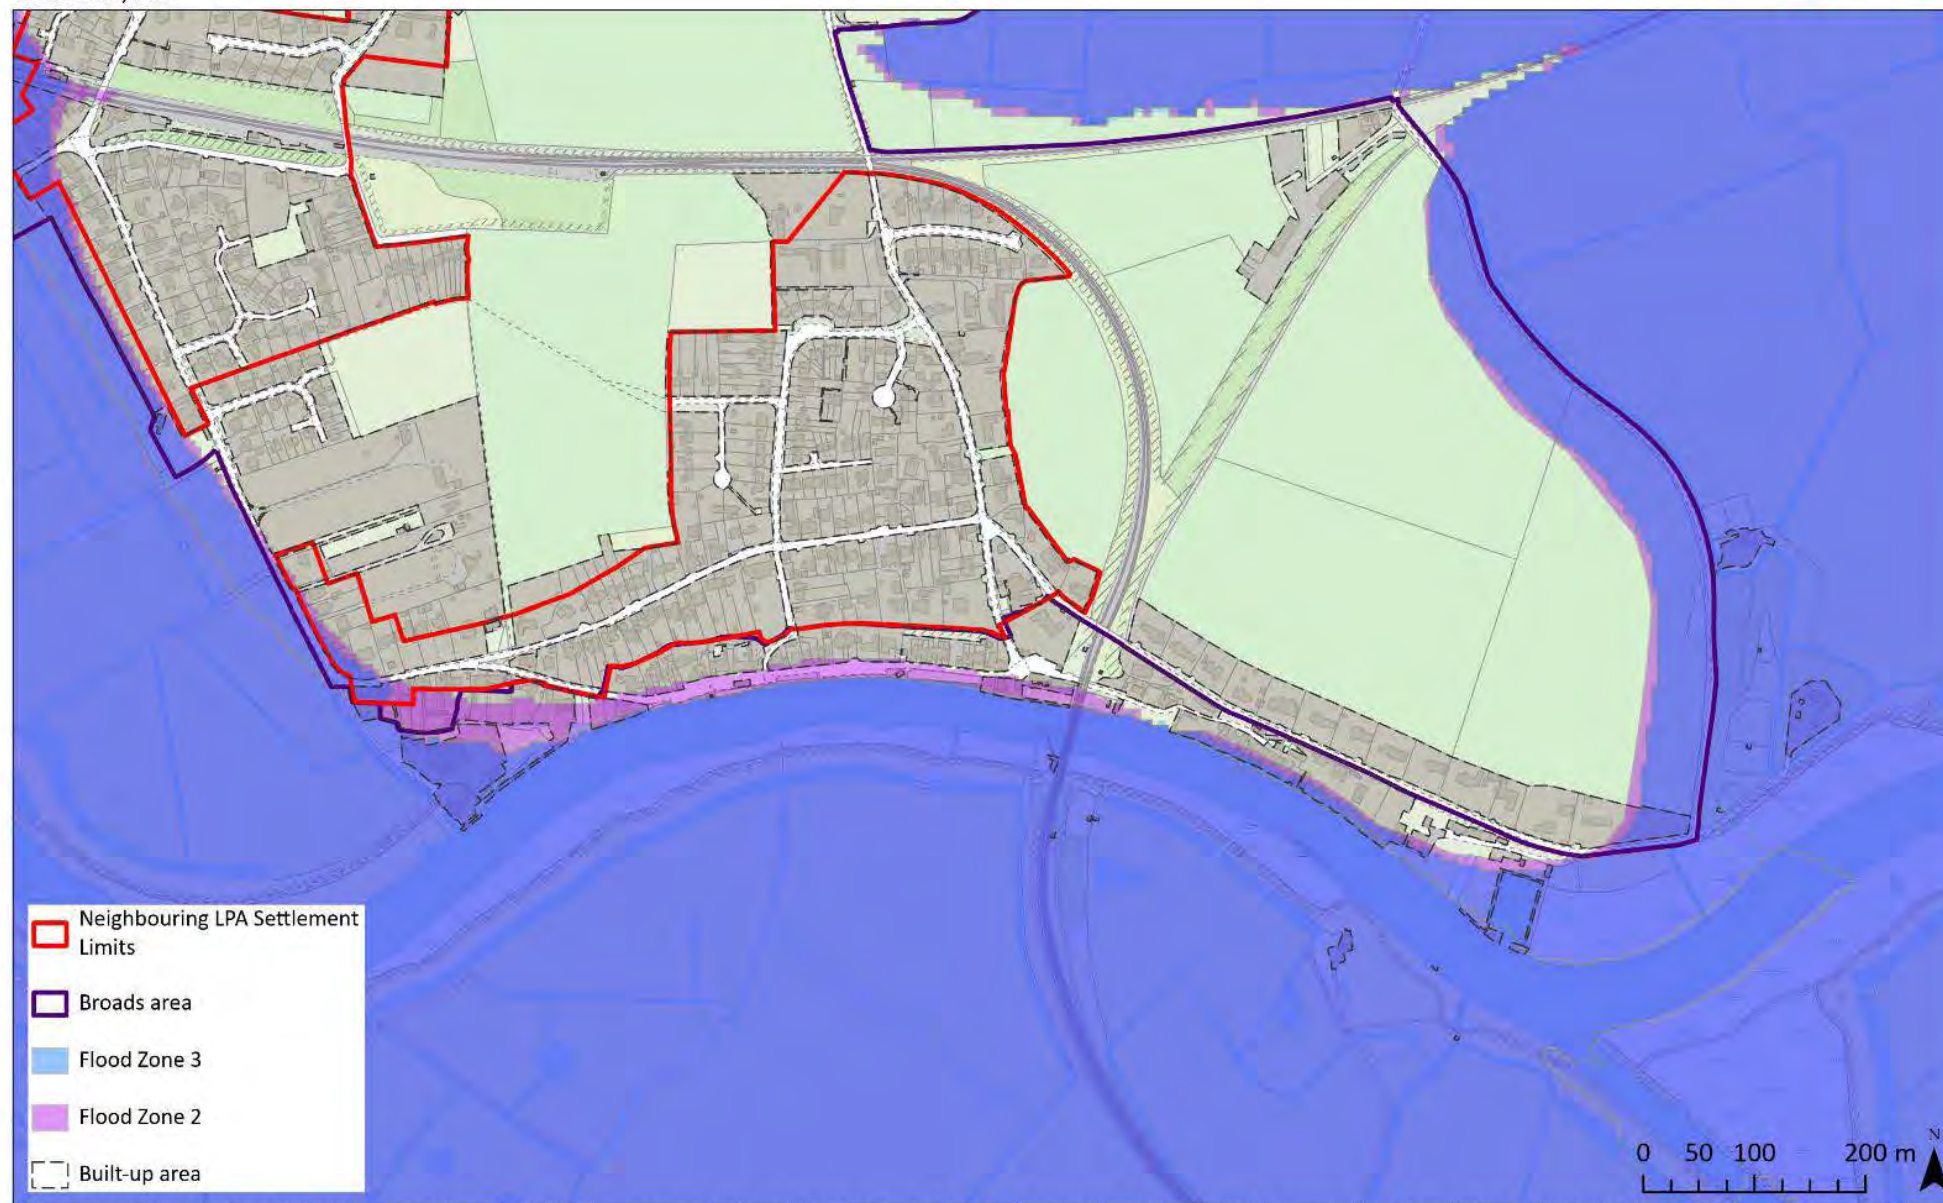 Neighbouring LPA Settlement
Limits
Broads area
Flood Zone 3
Flood Zone 2
Built-up area
0 50 100 200 m
N